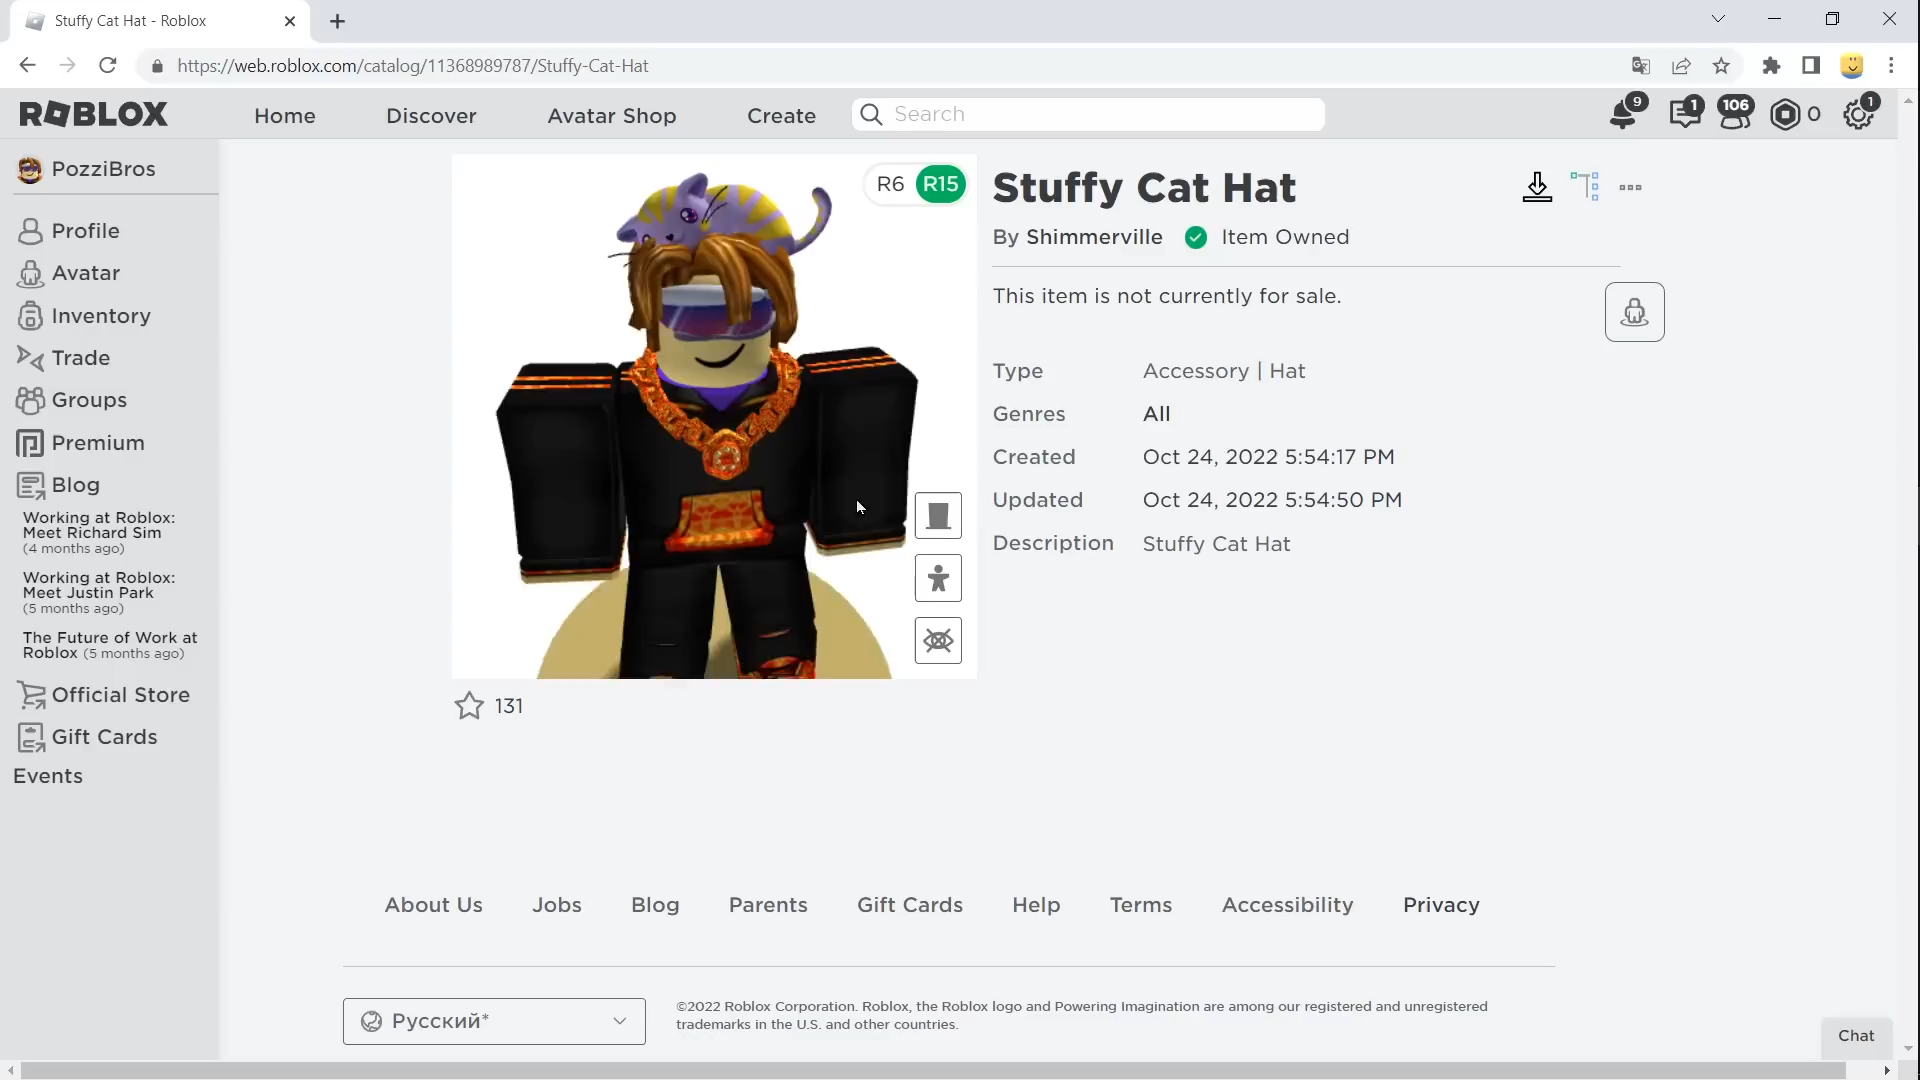 Stuffy Cat Hat - Roblox
https://web.roblox.com/catalog/11368989787/Stuffy-Cat-Hat
ROBLOX
Home
Discover
Avatar Shop
Create
Search
9
1
106
0
1
PozziBros
Profile
Avatar
Inventory
Trade
Groups
Premium
Blog
Working at Roblox:
Meet Richard Sim
(4 months ago)
Working at Roblox:
Meet Justin Park
(5 months ago)
The Future of Work at
Roblox (5 months ago)
Official Store
Gift Cards
Events
R6 R15
131
Stuffy Cat Hat
By Shimmerville Item Owned
This item is not currently for sale.
Type Accessory | Hat
Genres All
Created Oct 24, 2022 5:54:17 PM
Updated Oct 24, 2022 5:54:50 PM
Description Stuffy Cat Hat
About Us
Jobs
Blog
Parents
Gift Cards
Help
Terms
Accessibility
Privacy
Русский*
©2022 Roblox Corporation. Roblox, the Roblox logo and Powering Imagination are among our registered and unregistered
trademarks in the U.S. and other countries.
Chat